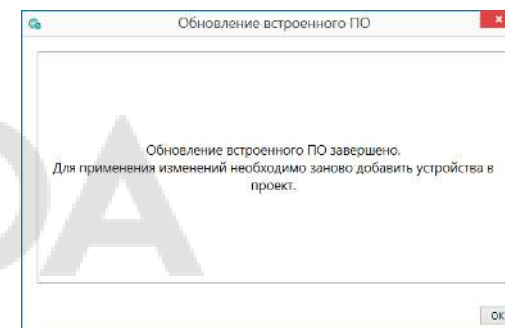 Обновление встроенного ПО
Обновление встроенного ПО завершено.
Для применения изменений необходимо заново добавить устройства в
проект.
ОК